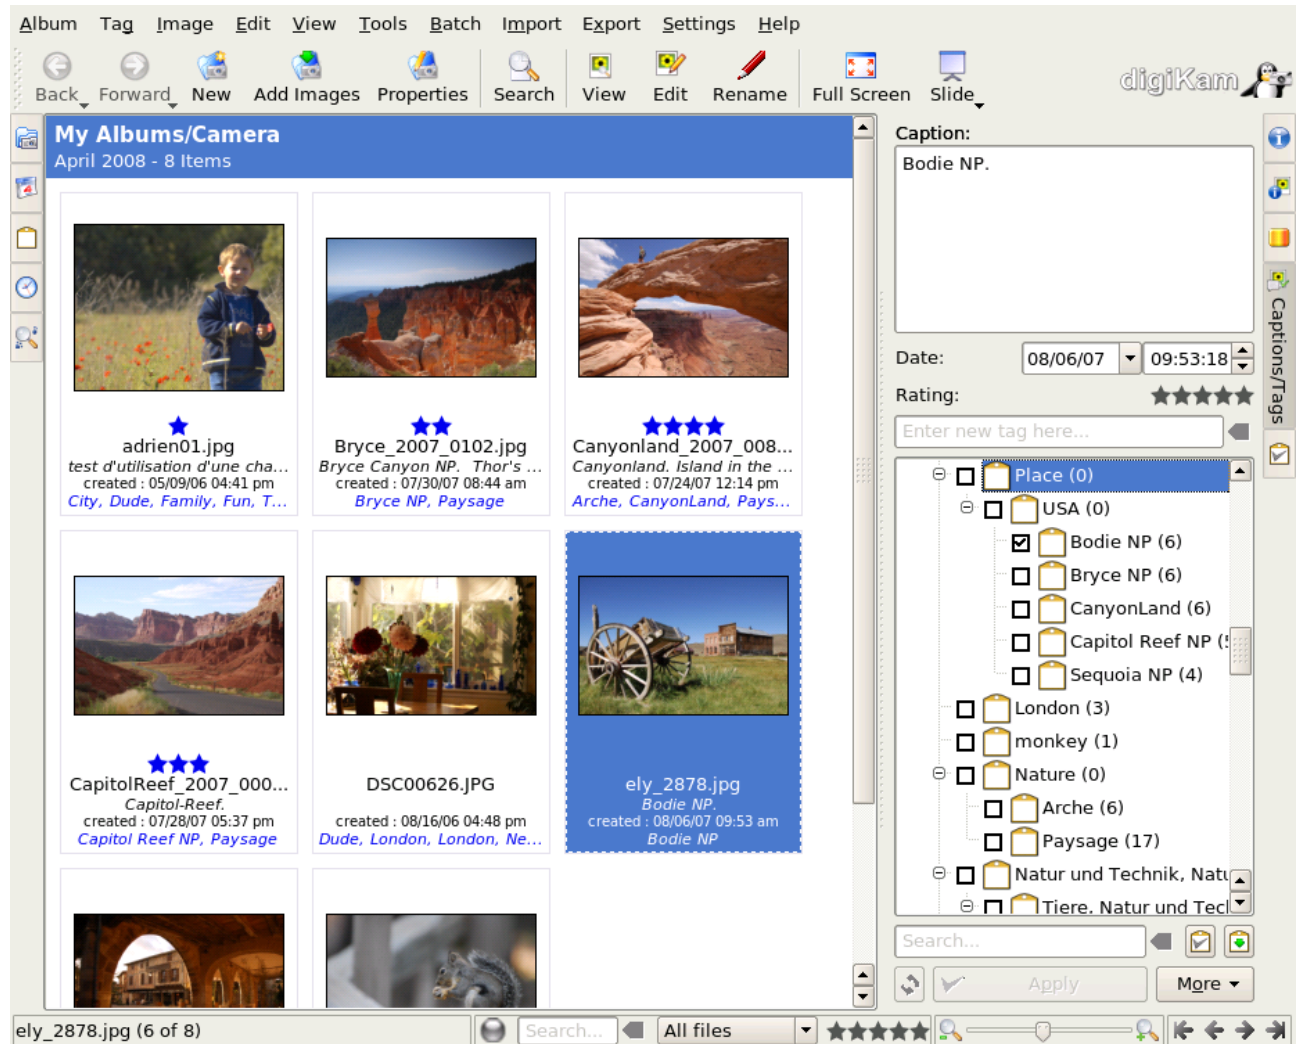 Album Tag Image Edit View Tools Batch Import Export Settings Help
Back Forward New Add Images Properties Search View Edit Rename Full Screen Slide
digiKam
My Albums/Camera
April 2008 - 8 Items
adrien01.jpg
test d'utilisation d'une cha...
created : 05/09/06 04:41 pm
City, Dude, Family, Fun, T...
Bryce_2007_0102.jpg
Bryce Canyon NP. Thor's ...
created : 07/30/07 08:44 am
Bryce NP, Paysage
Canyonland_2007_008...
Canyonland. Island in the ...
created : 07/24/07 12:14 pm
Arche, CanyonLand, Pays...
CapitolReef_2007_000...
Capitol-Reef.
created : 07/28/07 05:37 pm
Capitol Reef NP, Paysage
DSC00626.JPG
created : 08/16/06 04:48 pm
Dude, London, London, Ne...
ely_2878.jpg
Bodie NP.
created : 08/06/07 09:53 am
Bodie NP
Caption:
Bodie NP.
Date: 08/06/07 09:53:18
Rating:
Enter new tag here...
Place (0)
USA (0)
Bodie NP (6)
Bryce NP (6)
CanyonLand (6)
Capitol Reef NP (5
Sequoia NP (4)
London (3)
monkey (1)
Nature (0)
Arche (6)
Paysage (17)
Natur und Technik, Natu
Tiere, Natur und Tech
Search...
Apply More
Captions/Tags
ely_2878.jpg (6 of 8) Search... All files